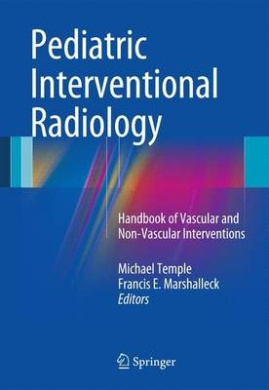 Pediatric
Interventional
Radiology
Handbook of Vascular and
Non-Vascular Interventions
Michael Temple
Francis E. Marshalleck
Editors
Springer